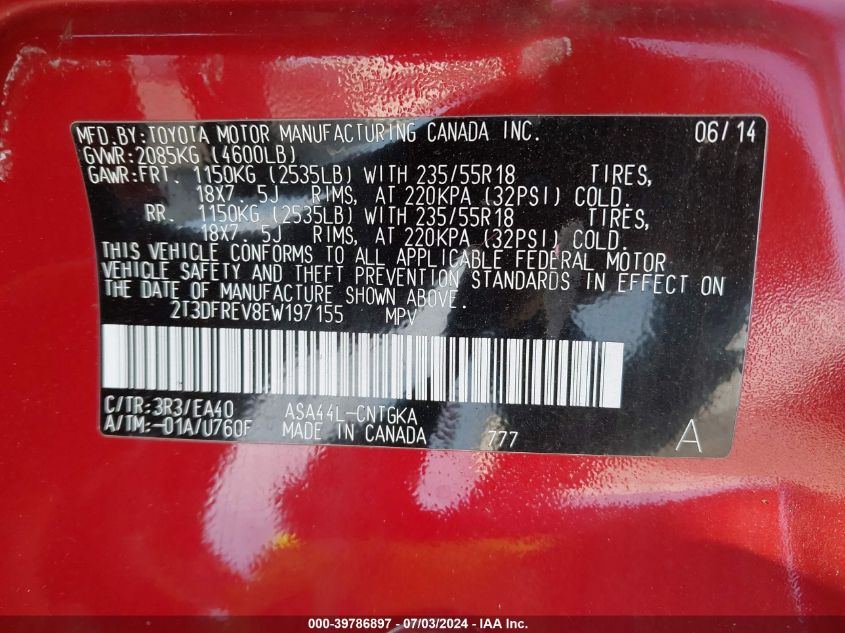 MFD.BY:TOYOTA MOTOR MANUFACTURING CANADA INC. 06/14
GVWR:2085KG (4600LB)
GAWR:FRT. 1150KG (2535LB) WITH 235/55R18 TIRES,
18X7.5J RIMS, AT 220KPA (32PSI) COLD.
RR. 1150KG (2535LB) WITH 235/55R18 TIRES,
18X7.5J RIMS, AT 220KPA (32PSI) COLD.
THIS VEHICLE CONFORMS TO ALL APPLICABLE FEDERAL MOTOR
VEHICLE SAFETY AND THEFT PREVENTION STANDARDS IN EFFECT ON
THE DATE OF MANUFACTURE SHOWN ABOVE.
2T3DFREV8EW197155 MPV
C/TR:3R3/EA40 ASA44L-CNTGKA
A/TM:-01A/U760F MADE IN CANADA 777 A
000-39786897 - 07/03/2024 - IAA Inc.